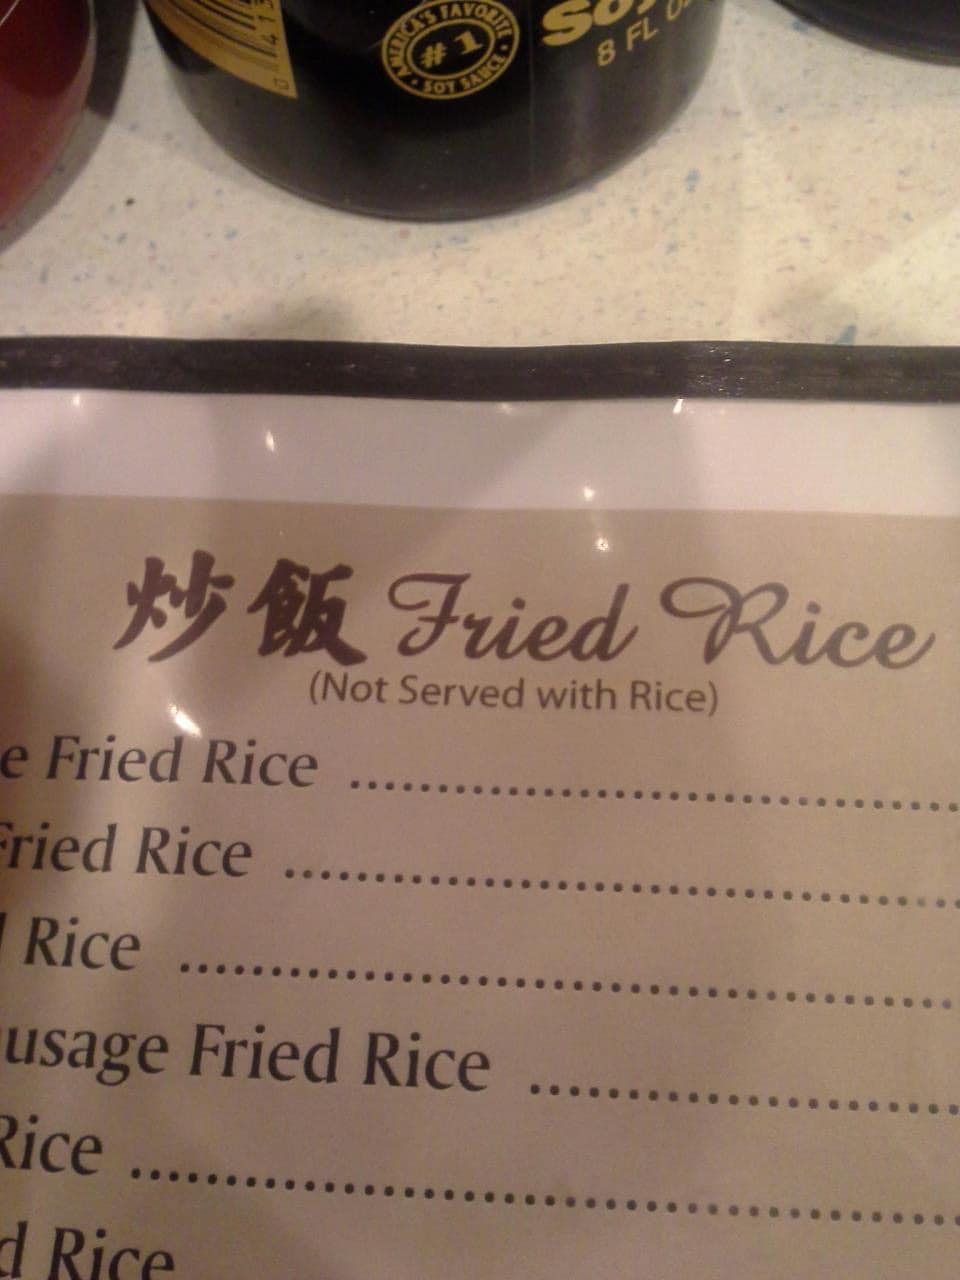 AMERICA'S FAVORITE
# 1
SOY SAUCE
8 FL
炒飯 Fried Rice
(Not Served with Rice)
e Fried Rice
Fried Rice
Rice
usage Fried Rice
Rice
d Rice